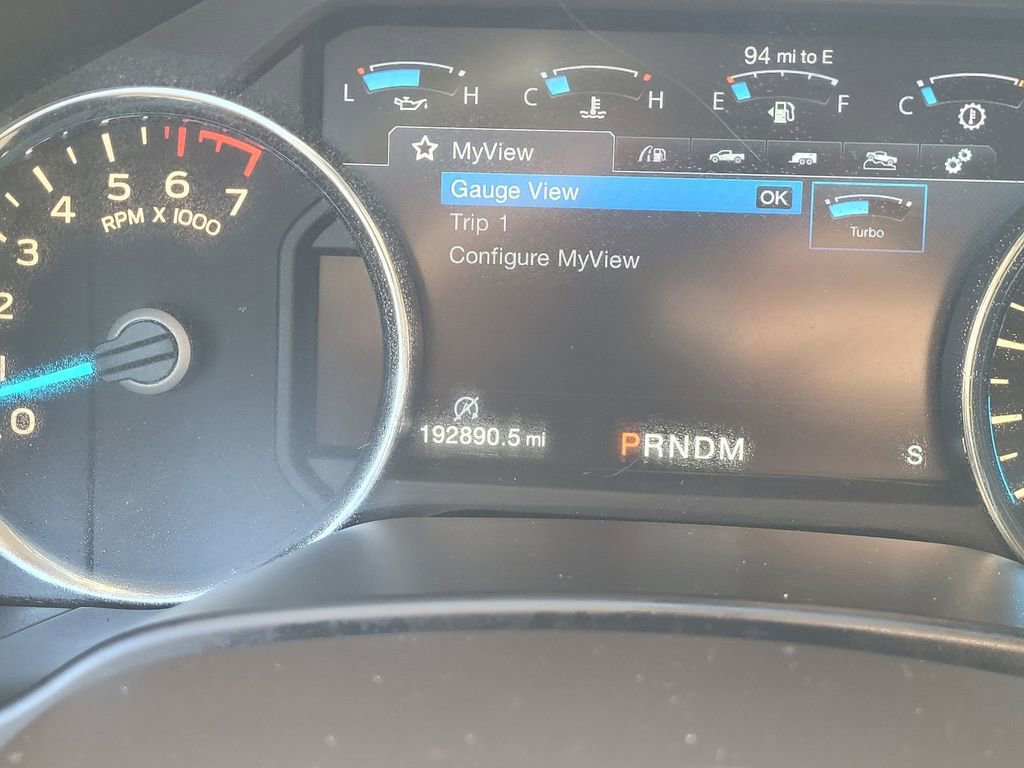 94 mi to E
L H C H E F C
MyView
Gauge View OK
Trip 1
Configure MyView
Turbo
7
6
5
4
3
2
1
0
RPM X 1000
192890.5 mi
PRNDM
S